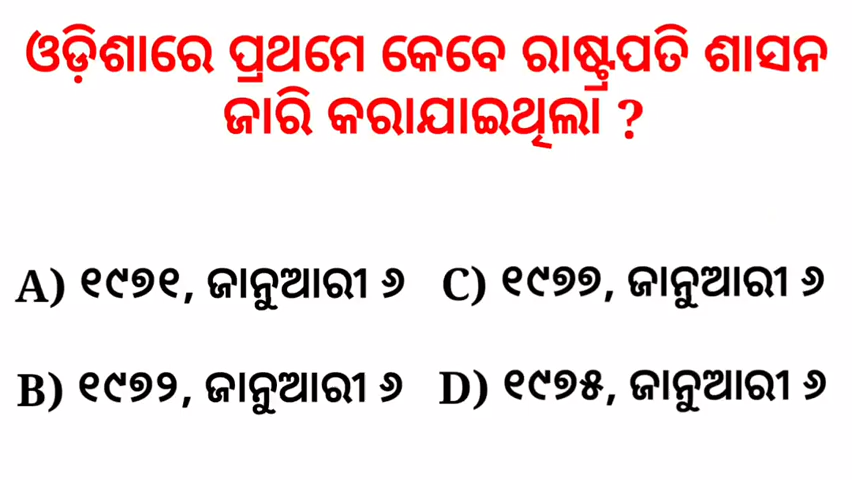 ଓଡ଼ିଶାରେ ପ୍ରଥମେ କେବେ ରାଷ୍ଟ୍ରପତି ଶାସନ
ଜାରି କରାଯାଇଥିଲା ?
A) ୧୯୭୧, ଜାନୁଆରୀ ୬ C) ୧୯୭୭, ଜାନୁଆରୀ ୬
B) ୧୯୭୨, ଜାନୁଆରୀ ୬ D) ୧୯୭୫, ଜାନୁଆରୀ ୬